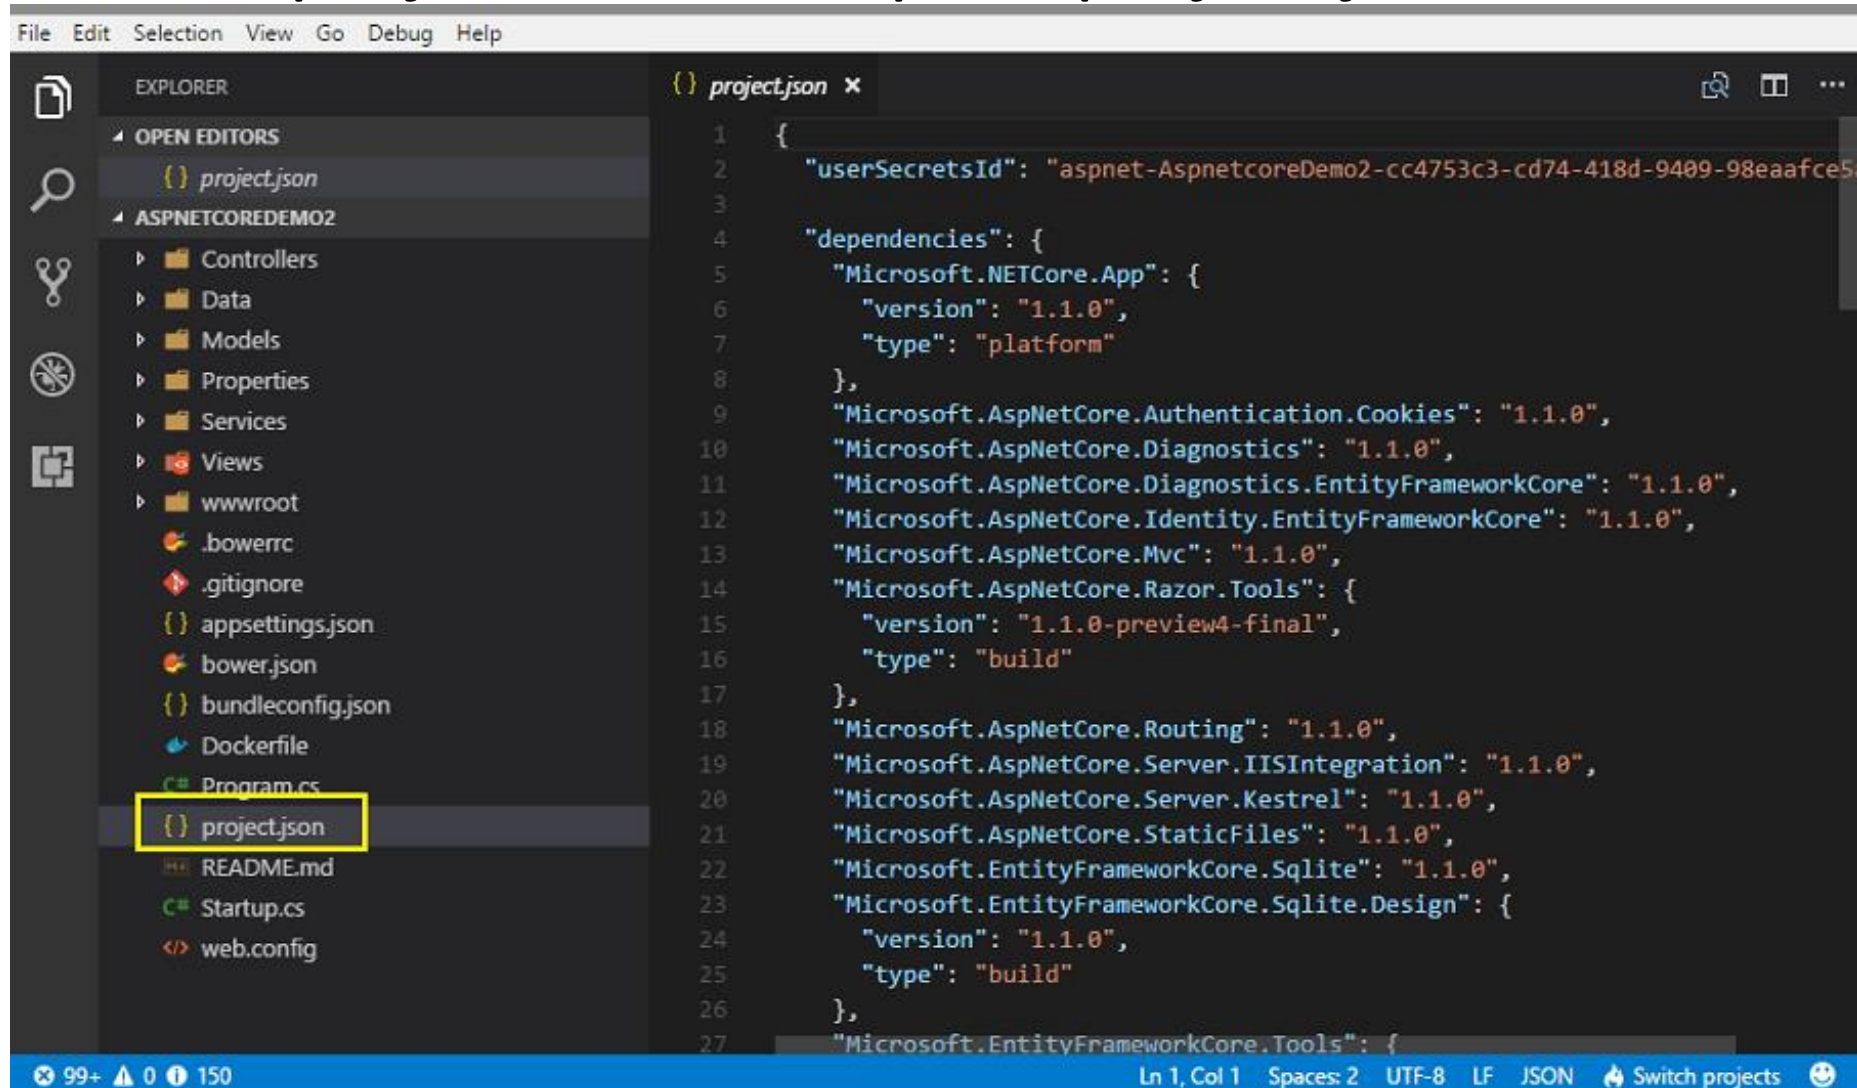 File Edit Selection View Go Debug Help
EXPLORER
OPEN EDITORS
{} project.json
ASPNETCOREDEMO2
Controllers
Data
Models
Properties
Services
Views
wwwroot
.bowerrc
.gitignore
{} appsettings.json
bower.json
{} bundleconfig.json
Dockerfile
C# Program.cs
{} project.json
README.md
C# Startup.cs
</> web.config
{} project.json ×
1 {
2 "userSecretsId": "aspnet-AspnetcoreDemo2-cc4753c3-cd74-418d-9409-98eaafce5
3
4 "dependencies": {
5 "Microsoft.NETCore.App": {
6 "version": "1.1.0",
7 "type": "platform"
8 },
9 "Microsoft.AspNetCore.Authentication.Cookies": "1.1.0",
10 "Microsoft.AspNetCore.Diagnostics": "1.1.0",
11 "Microsoft.AspNetCore.Diagnostics.EntityFrameworkCore": "1.1.0",
12 "Microsoft.AspNetCore.Identity.EntityFrameworkCore": "1.1.0",
13 "Microsoft.AspNetCore.Mvc": "1.1.0",
14 "Microsoft.AspNetCore.Razor.Tools": {
15 "version": "1.1.0-preview4-final",
16 "type": "build"
17 },
18 "Microsoft.AspNetCore.Routing": "1.1.0",
19 "Microsoft.AspNetCore.Server.IISIntegration": "1.1.0",
20 "Microsoft.AspNetCore.Server.Kestrel": "1.1.0",
21 "Microsoft.AspNetCore.StaticFiles": "1.1.0",
22 "Microsoft.EntityFrameworkCore.Sqlite": "1.1.0",
23 "Microsoft.EntityFrameworkCore.Sqlite.Design": {
24 "version": "1.1.0",
25 "type": "build"
26 },
27 "Microsoft.EntityFrameworkCore.Tools": {
99+ 0 150 Ln 1, Col 1 Spaces: 2 UTF-8 LF JSON Switch projects